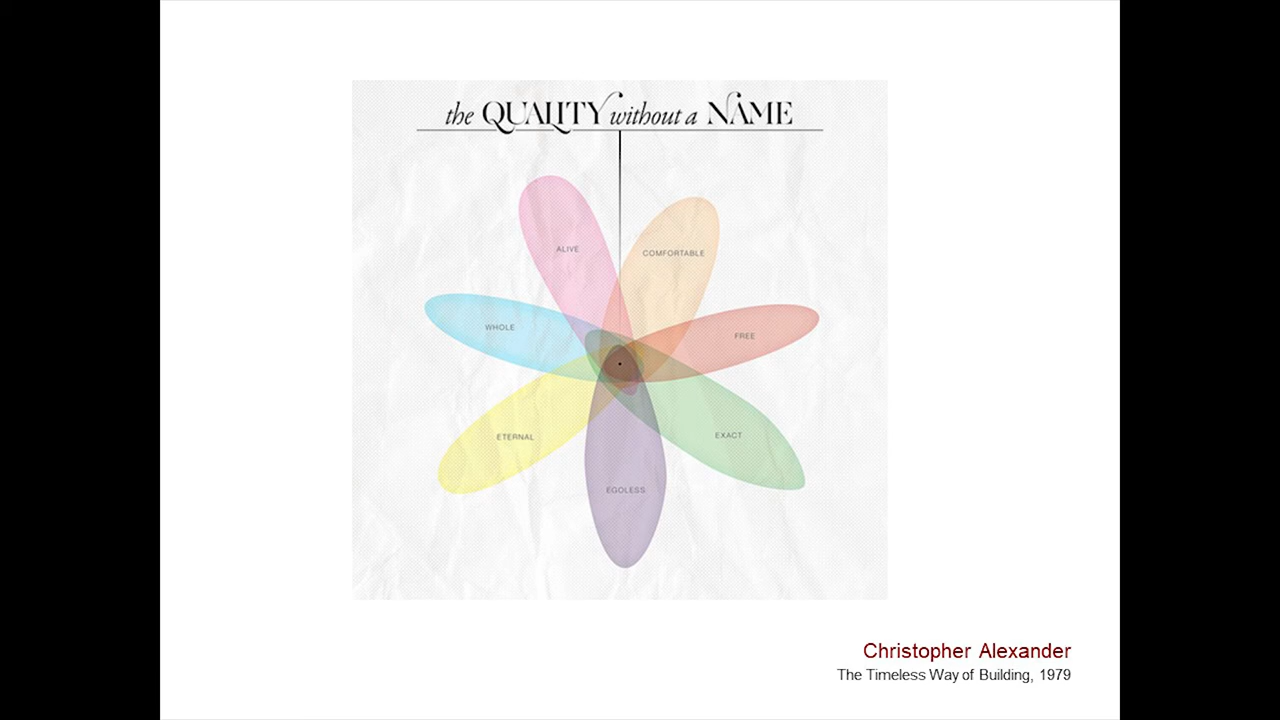 the QUALITY without a NAME
ALIVE
COMFORTABLE
WHOLE
FREE
ETERNAL
EXACT
EGOLESS
Christopher Alexander
The Timeless Way of Building, 1979